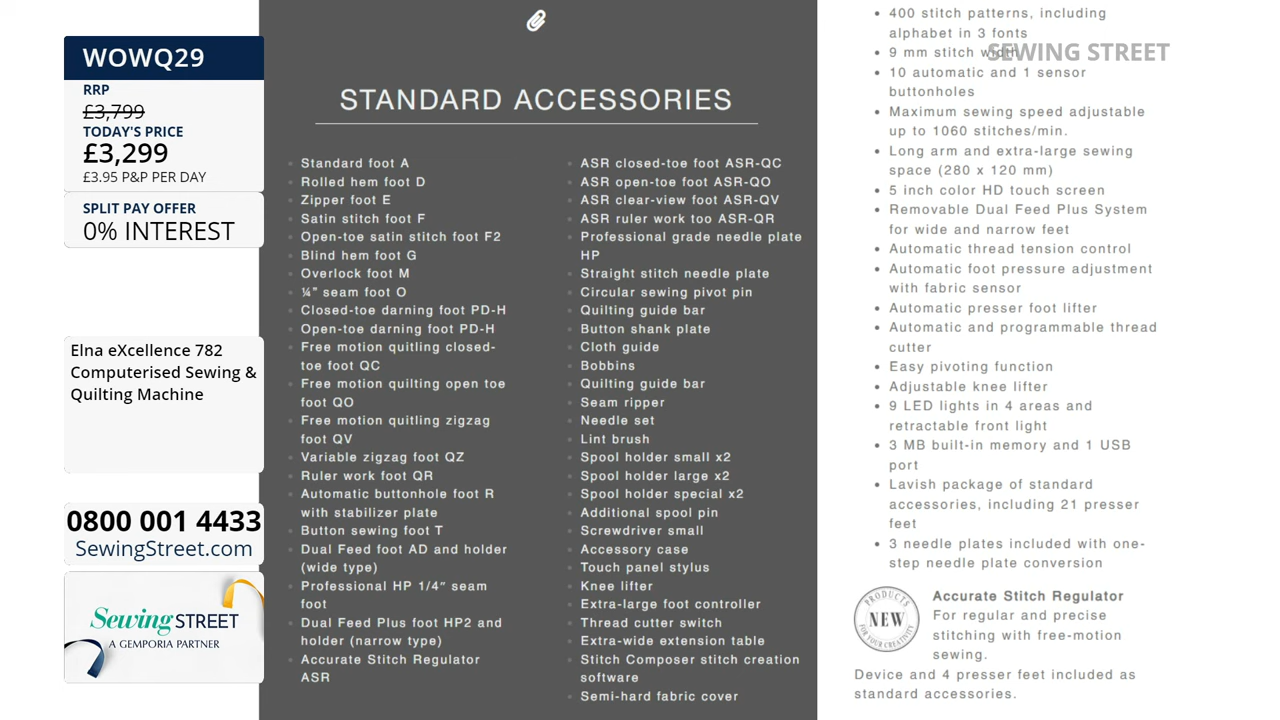 WOWQ29
RRP
£3,799
TODAY'S PRICE
£3,299
£3.95 P&P PER DAY
SPLIT PAY OFFER
0% INTEREST
Elna eXcellence 782
Computerised Sewing &
Quilting Machine
0800 001 4433
SewingStreet.com
Sewing STREET
A GEMPORIA PARTNER
STANDARD ACCESSORIES
Standard foot A
Rolled hem foot D
Zipper foot E
Satin stitch foot F
Open-toe satin stitch foot F2
Blind hem foot G
Overlock foot M
¼” seam foot O
Closed-toe darning foot PD-H
Open-toe darning foot PD-H
Free motion quitling closed-
toe foot QC
Free motion quilting open toe
foot QO
Free motion quitling zigzag
foot QV
Variable zigzag foot QZ
Ruler work foot QR
Automatic buttonhole foot R
with stabilizer plate
Button sewing foot T
Dual Feed foot AD and holder
(wide type)
Professional HP 1/4″ seam
foot
Dual Feed Plus foot HP2 and
holder (narrow type)
Accurate Stitch Regulator
ASR
ASR closed-toe foot ASR-QC
ASR open-toe foot ASR-QO
ASR clear-view foot ASR-QV
ASR ruler work too ASR-QR
Professional grade needle plate
HP
Straight stitch needle plate
Circular sewing pivot pin
Quilting guide bar
Button shank plate
Cloth guide
Bobbins
Quilting guide bar
Seam ripper
Needle set
Lint brush
Spool holder small x2
Spool holder large x2
Spool holder special x2
Additional spool pin
Screwdriver small
Accessory case
Touch panel stylus
Knee lifter
Extra-large foot controller
Thread cutter switch
Extra-wide extension table
Stitch Composer stitch creation
software
Semi-hard fabric cover
400 stitch patterns, including
alphabet in 3 fonts
9 mm stitch width
SEWING STREET
10 automatic and 1 sensor
buttonholes
Maximum sewing speed adjustable
up to 1060 stitches/min.
Long arm and extra-large sewing
space (280 x 120 mm)
5 inch color HD touch screen
Removable Dual Feed Plus System
for wide and narrow feet
Automatic thread tension control
Automatic foot pressure adjustment
with fabric sensor
Automatic presser foot lifter
Automatic and programmable thread
cutter
Easy pivoting function
Adjustable knee lifter
9 LED lights in 4 areas and
retractable front light
3 MB built-in memory and 1 USB
port
Lavish package of standard
accessories, including 21 presser
feet
3 needle plates included with one-
step needle plate conversion
PRODUCTS
NEW
FOR YOUR CREATIVITY
Accurate Stitch Regulator
For regular and precise
stitching with free-motion
sewing.
Device and 4 presser feet included as
standard accessories.